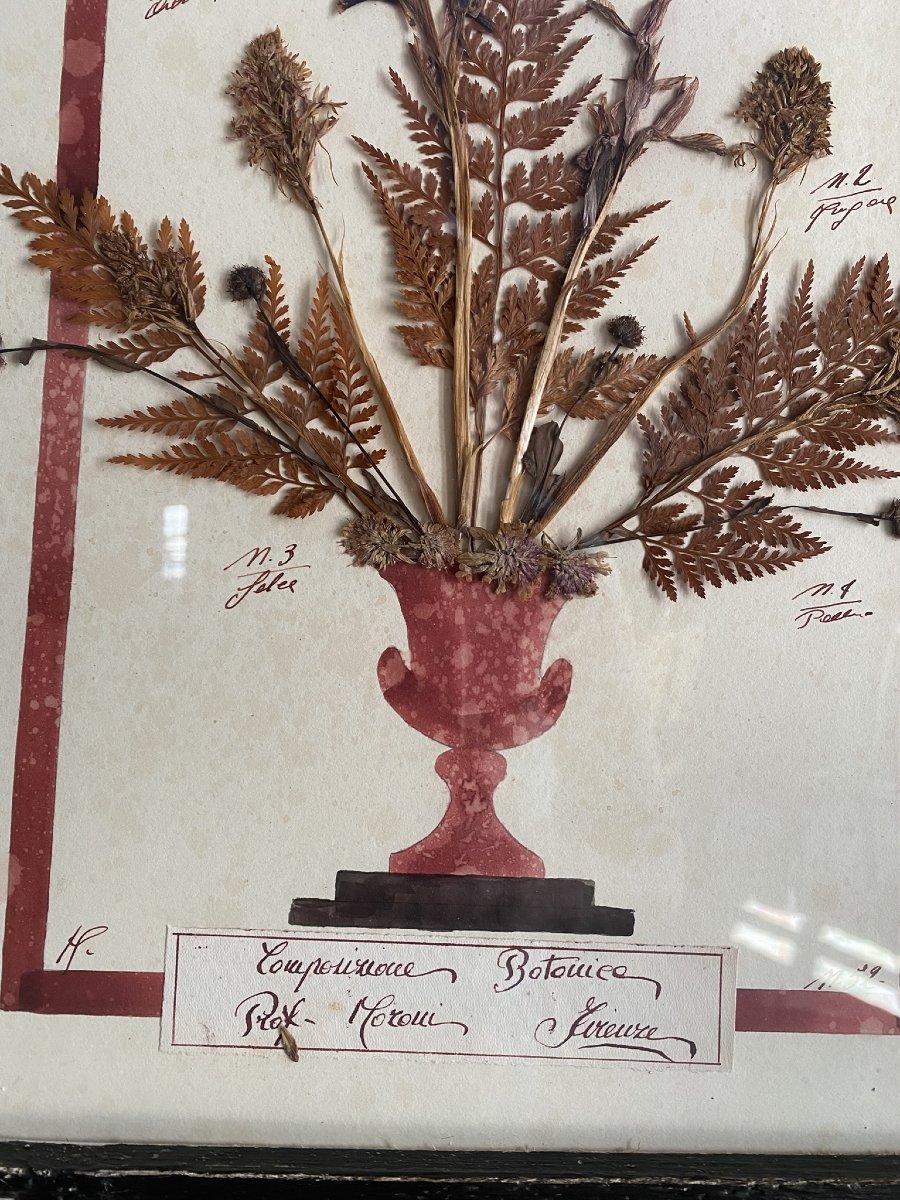 N. 2
N. 3
Felce
N. 4
H.
Composizione Botanica
Prof. Moroni Firenze